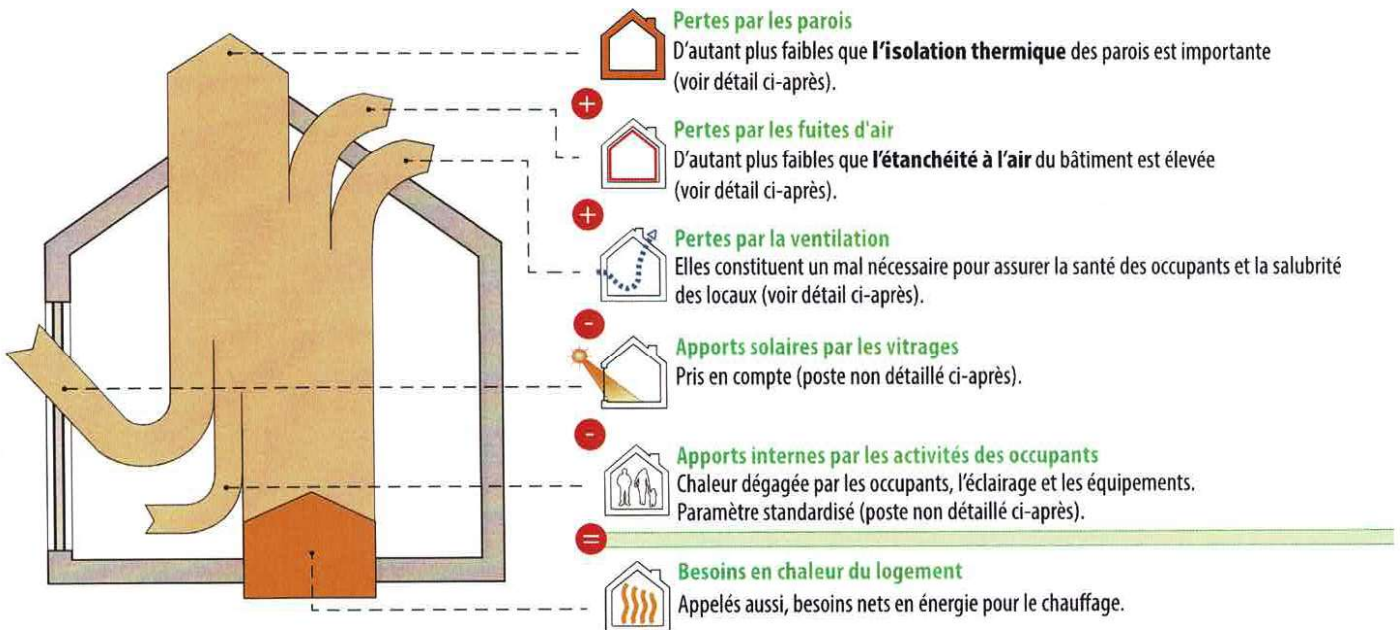 Pertes par les parois
D'autant plus faibles que l'isolation thermique des parois est importante
(voir détail ci-après).
+
Pertes par les fuites d'air
D'autant plus faibles que l'étanchéité à l'air du bâtiment est élevée
(voir détail ci-après).
+
Pertes par la ventilation
Elles constituent un mal nécessaire pour assurer la santé des occupants et la salubrité
des locaux (voir détail ci-après).
-
Apports solaires par les vitrages
Pris en compte (poste non détaillé ci-après).
-
Apports internes par les activités des occupants
Chaleur dégagée par les occupants, l'éclairage et les équipements.
Paramètre standardisé (poste non détaillé ci-après).
=
Besoins en chaleur du logement
Appelés aussi, besoins nets en énergie pour le chauffage.